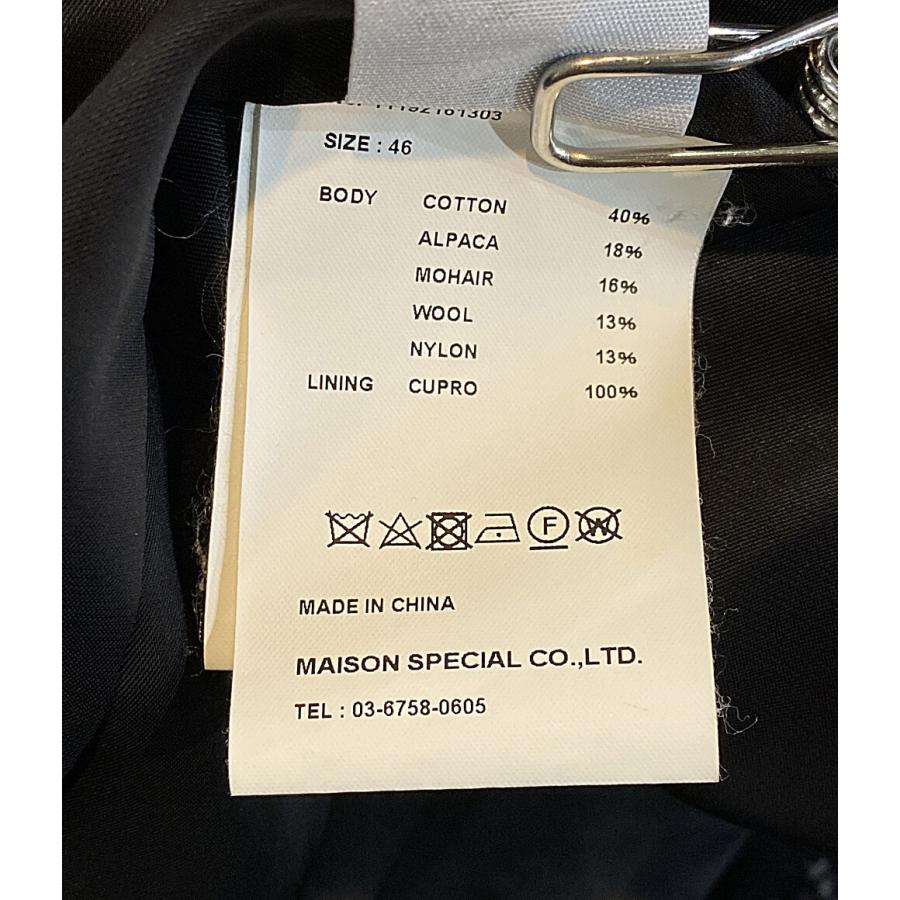 11192161303
SIZE : 46
BODY COTTON 40%
ALPACA 18%
MOHAIR 16%
WOOL 13%
NYLON 13%
LINING CUPRO 100%
F W
MADE IN CHINA
MAISON SPECIAL CO.,LTD.
TEL : 03-6758-0605